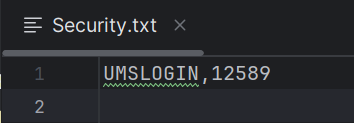 Security.txt
1 UMSLOGIN,12589
2